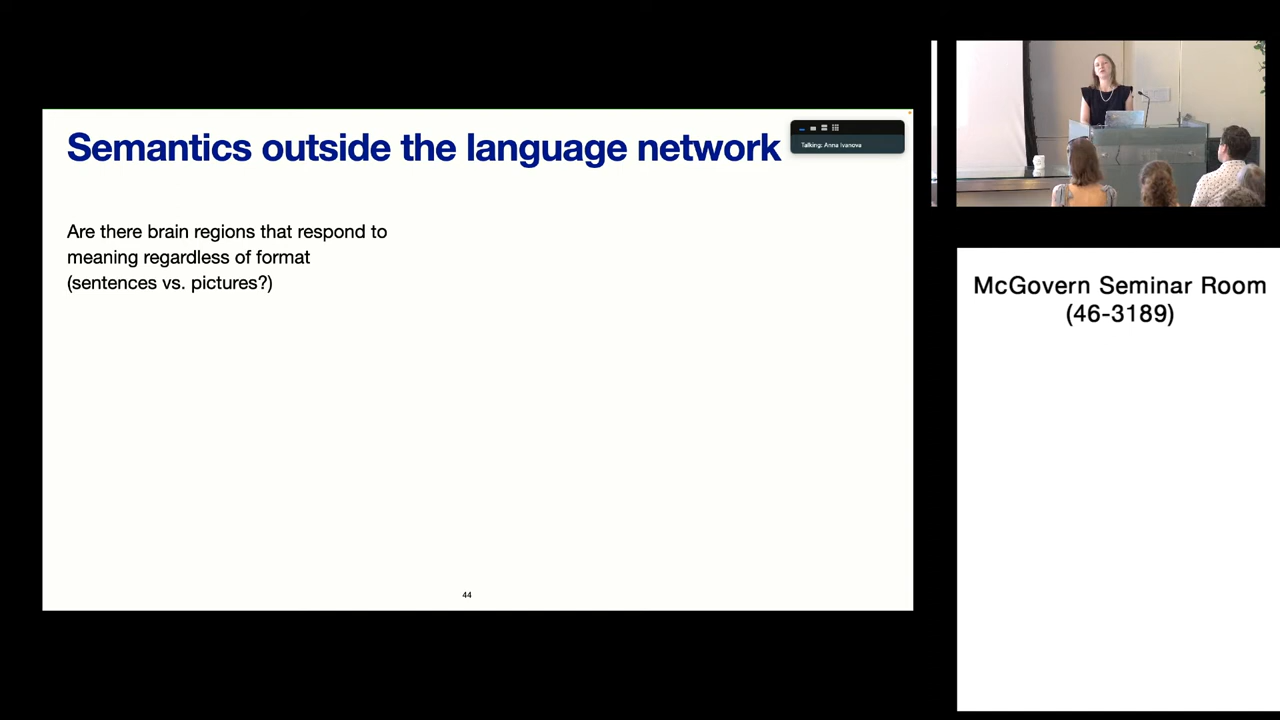 Semantics outside the language network
Talking: Anna Ivanova
Are there brain regions that respond to
meaning regardless of format
(sentences vs. pictures?)
44
McGovern Seminar Room
(46-3189)